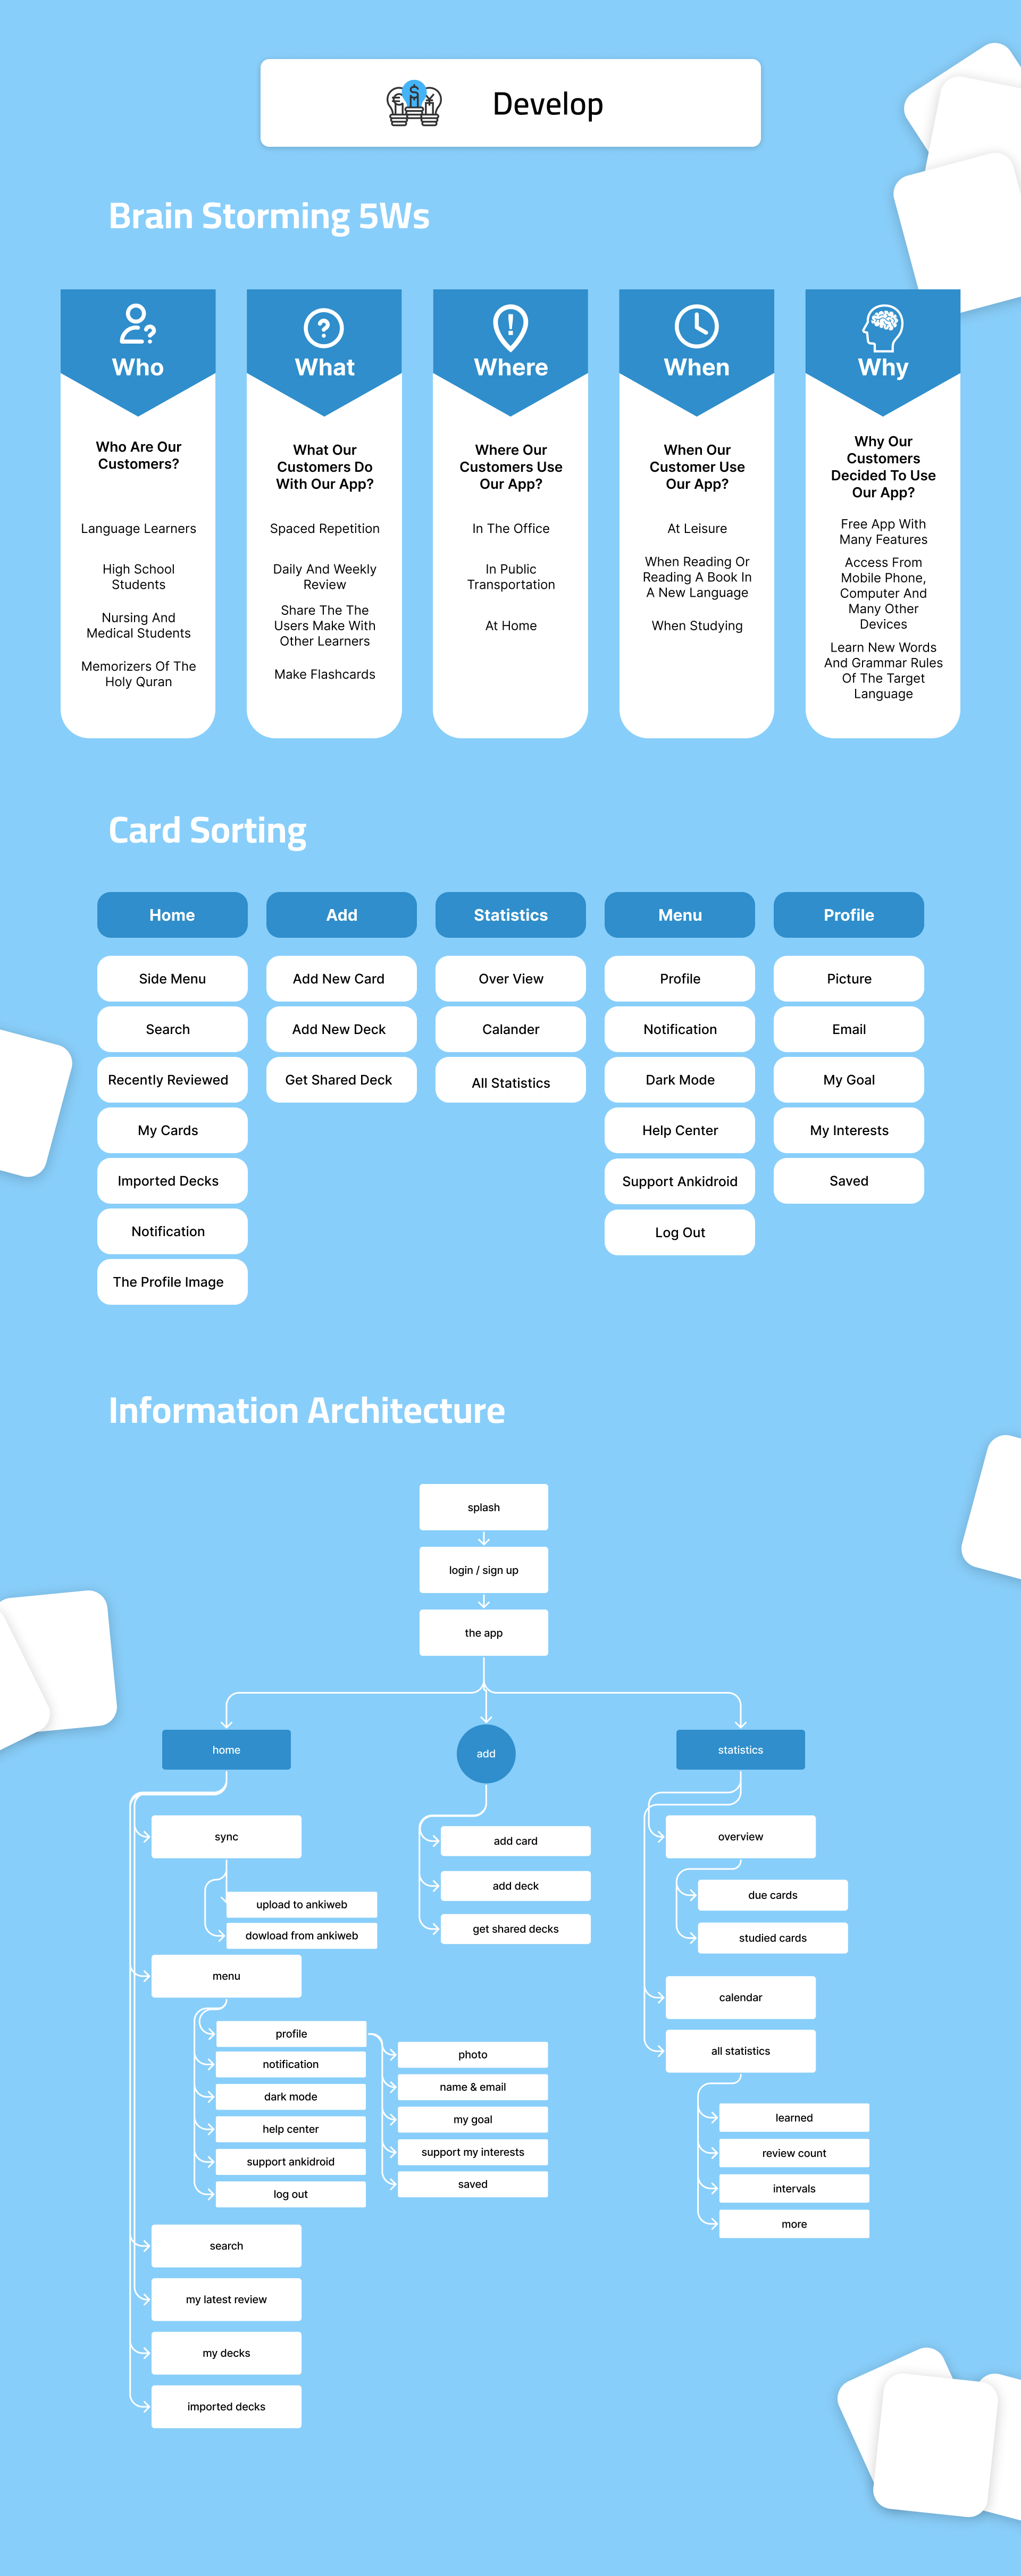 Develop
Brain Storming 5Ws
Who
Who Are Our
Customers?
Language Learners
High School
Students
Nursing And
Medical Students
Memorizers Of The
Holy Quran
What
What Our
Customers Do
With Our App?
Spaced Repetition
Daily And Weekly
Review
Share The The
Users Make With
Other Learners
Make Flashcards
Where
Where Our
Customers Use
Our App?
In The Office
In Public
Transportation
At Home
When
When Our
Customer Use
Our App?
At Leisure
When Reading Or
Reading A Book In
A New Language
When Studying
Why
Why Our
Customers
Decided To Use
Our App?
Free App With
Many Features
Access From
Mobile Phone,
Computer And
Many Other
Devices
Learn New Words
And Grammar Rules
Of The Target
Language
Card Sorting
Home
Side Menu
Search
Recently Reviewed
My Cards
Imported Decks
Notification
The Profile Image
Add
Add New Card
Add New Deck
Get Shared Deck
Statistics
Over View
Calander
All Statistics
Menu
Profile
Notification
Dark Mode
Help Center
Support Ankidroid
Log Out
Profile
Picture
Email
My Goal
My Interests
Saved
Information Architecture
splash
login / sign up
the app
home
sync
upload to ankiweb
dowload from ankiweb
menu
profile
notification
dark mode
help center
support ankidroid
log out
photo
name & email
my goal
support my interests
saved
search
my latest review
my decks
imported decks
add
add card
add deck
get shared decks
statistics
overview
due cards
studied cards
calendar
all statistics
learned
review count
intervals
more